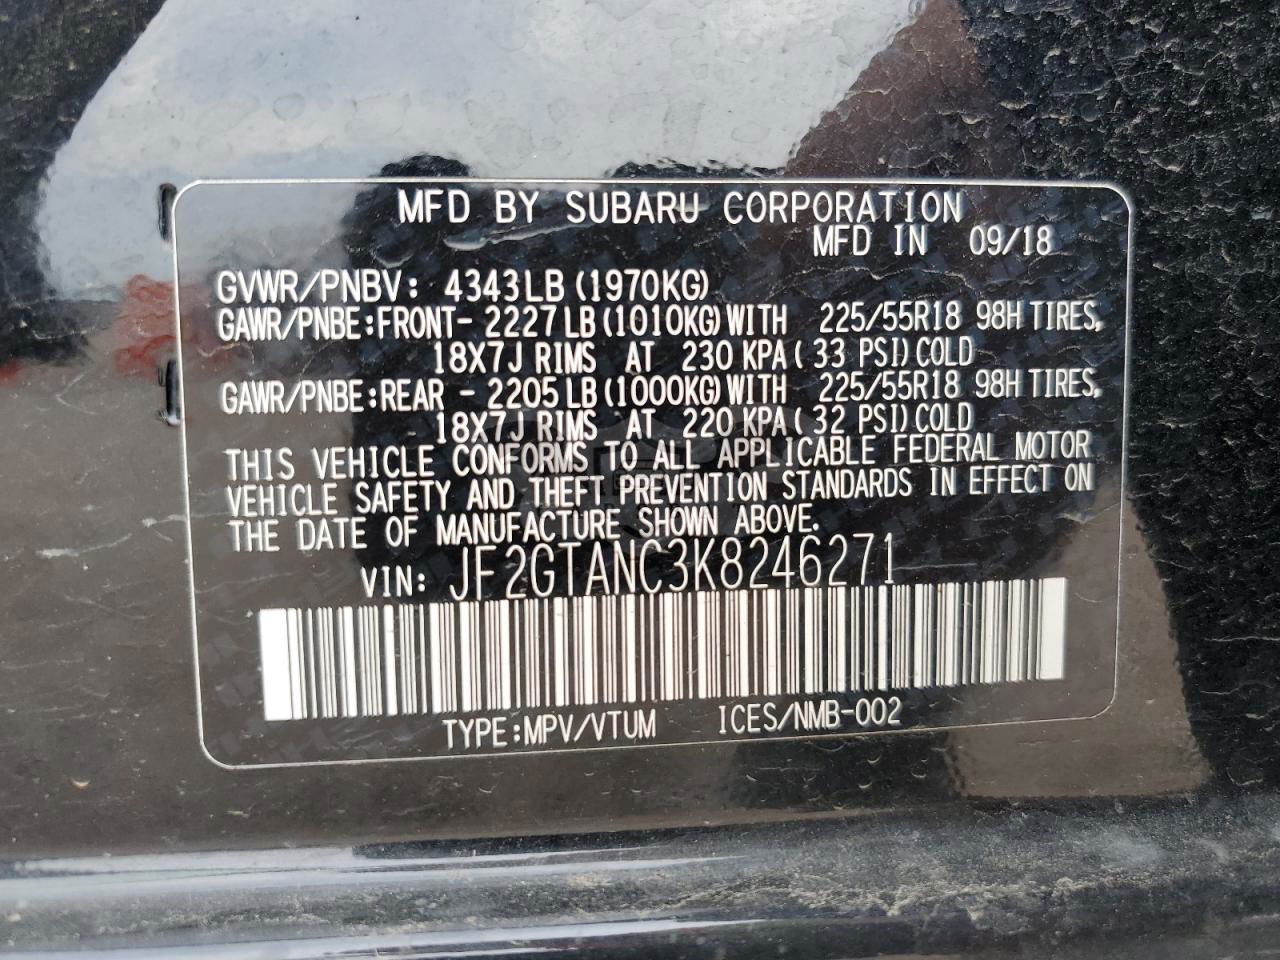 MFD BY SUBARU CORPORATION
MFD IN 09/18
GVWR/PNBV: 4343LB (1970KG)
GAWR/PNBE:FRONT- 2227LB(1010KG)WITH 225/55R18 98H TIRES,
18X7J RIMS AT 230 KPA( 33 PSI)COLD
GAWR/PNBE:REAR - 2205LB(1000KG)WITH 225/55R18 98H TIRES,
18X7J RIMS AT 220 KPA( 32 PSI)COLD
THIS VEHICLE CONFORMS TO ALL APPLICABLE FEDERAL MOTOR
VEHICLE SAFETY AND THEFT PREVENTION STANDARDS IN EFFECT ON
THE DATE OF MANUFACTURE SHOWN ABOVE.
VIN: JF2GTANC3K8246271
TYPE:MPV/VTUM ICES/NMB-002